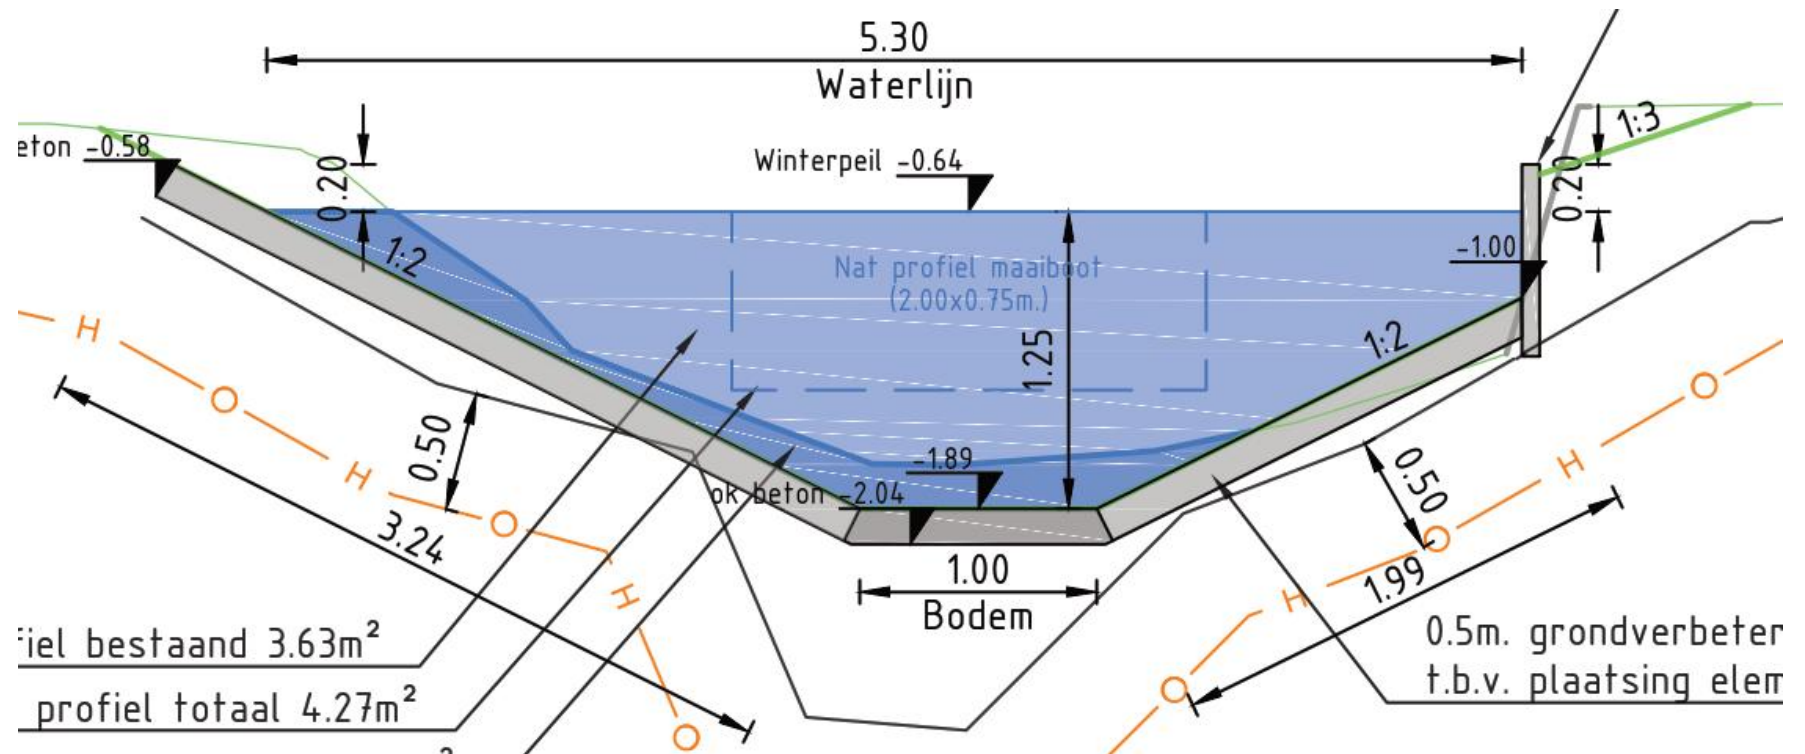 5.30
Waterlijn
eton -0.58
0.20
Winterpeil -0.64
1:3
0.20
1:2
Nat profiel maaiboot
(2.00x0.75m.)
-1.00
1.25
1:2
H
O
0.50
H
O
3.24
H
O
-1.89
ok beton -2.04
1.00
Bodem
0.50
O
H
O
1.99
H
O
fiel bestaand 3.63m²
profiel totaal 4.27m²
0.5m. grondverbeter
t.b.v. plaatsing elem